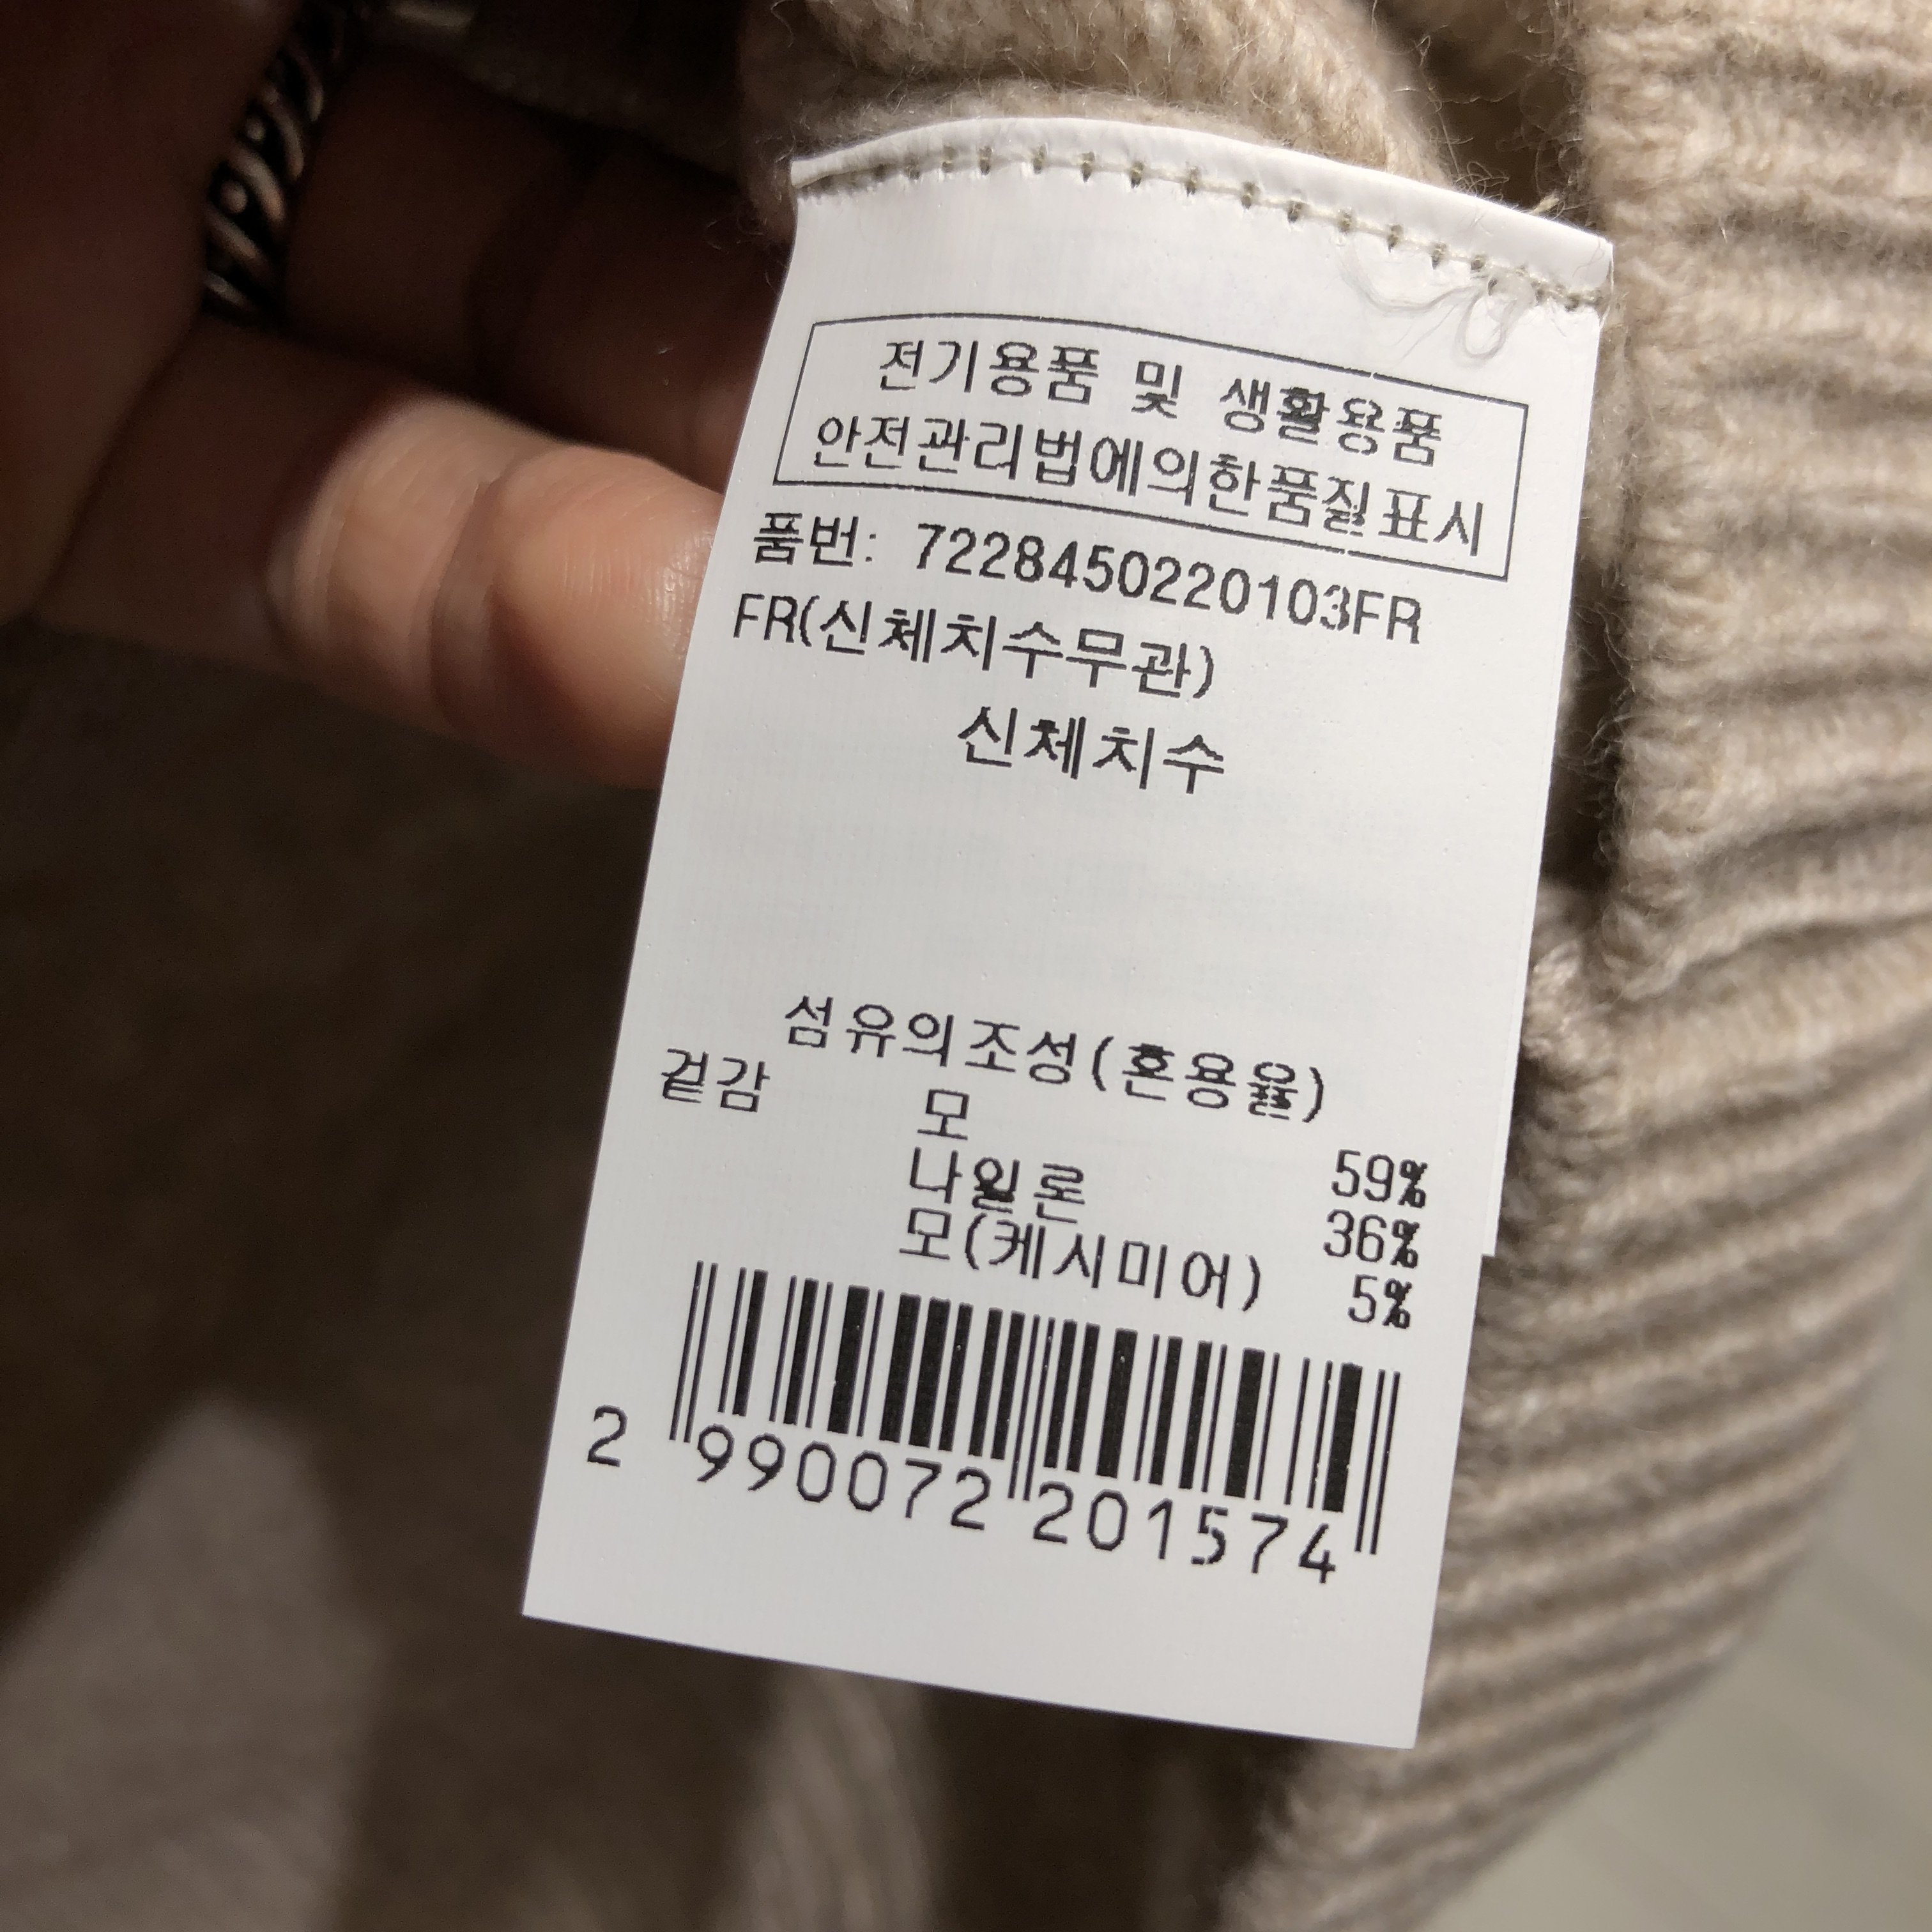 전기용품 및 생활용품
안전관리법에의한품질표시
품번: 7228450220103FR
FR(신체치수무관)
신체치수
섬유의조성(혼용율)
겉감 모 59%
나일론 36%
모(케시미어) 5%
2 990072 201574